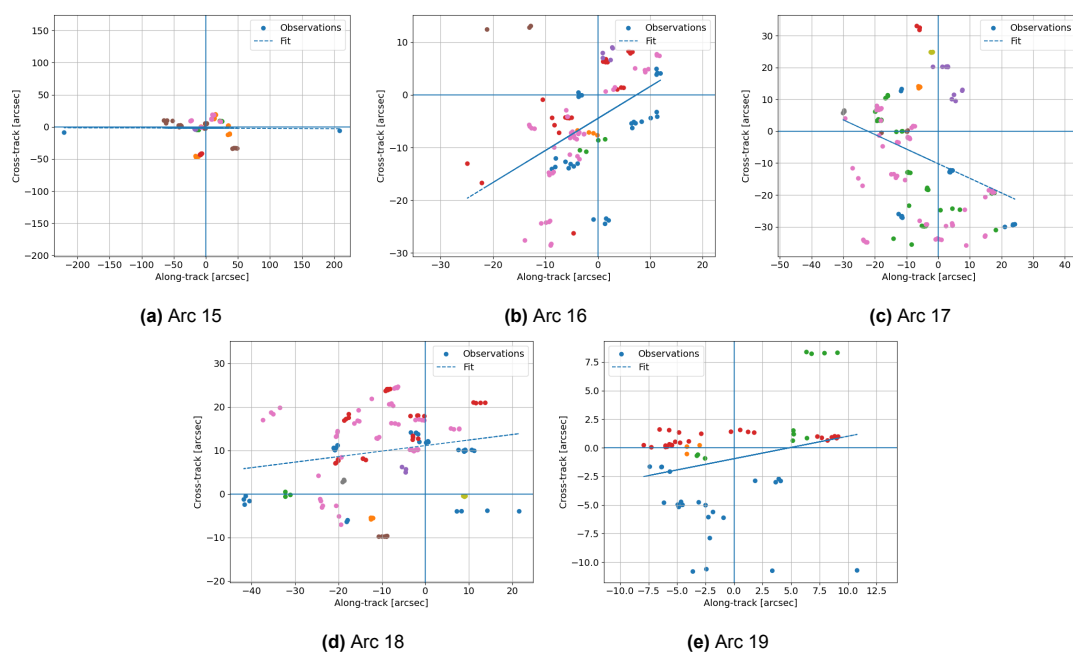 Observations
Fit
150
100
50
0
−50
−100
−150
−200
Cross-track [arcsec]
−200 −150 −100 −50 0 50 100 150 200
Along-track [arcsec]
(a) Arc 15
Observations
Fit
10
0
−10
−20
−30
Cross-track [arcsec]
−30 −20 −10 0 10 20
Along-track [arcsec]
(b) Arc 16
Observations
Fit
30
20
10
0
−10
−20
−30
Cross-track [arcsec]
−50 −40 −30 −20 −10 0 10 20 30 40
Along-track [arcsec]
(c) Arc 17
Observations
Fit
30
20
10
0
−10
−20
Cross-track [arcsec]
−40 −30 −20 −10 0 10 20
Along-track [arcsec]
(d) Arc 18
Observations
Fit
7.5
5.0
2.5
0.0
−2.5
−5.0
−7.5
−10.0
Cross-track [arcsec]
−10.0 −7.5 −5.0 −2.5 0.0 2.5 5.0 7.5 10.0 12.5
Along-track [arcsec]
(e) Arc 19